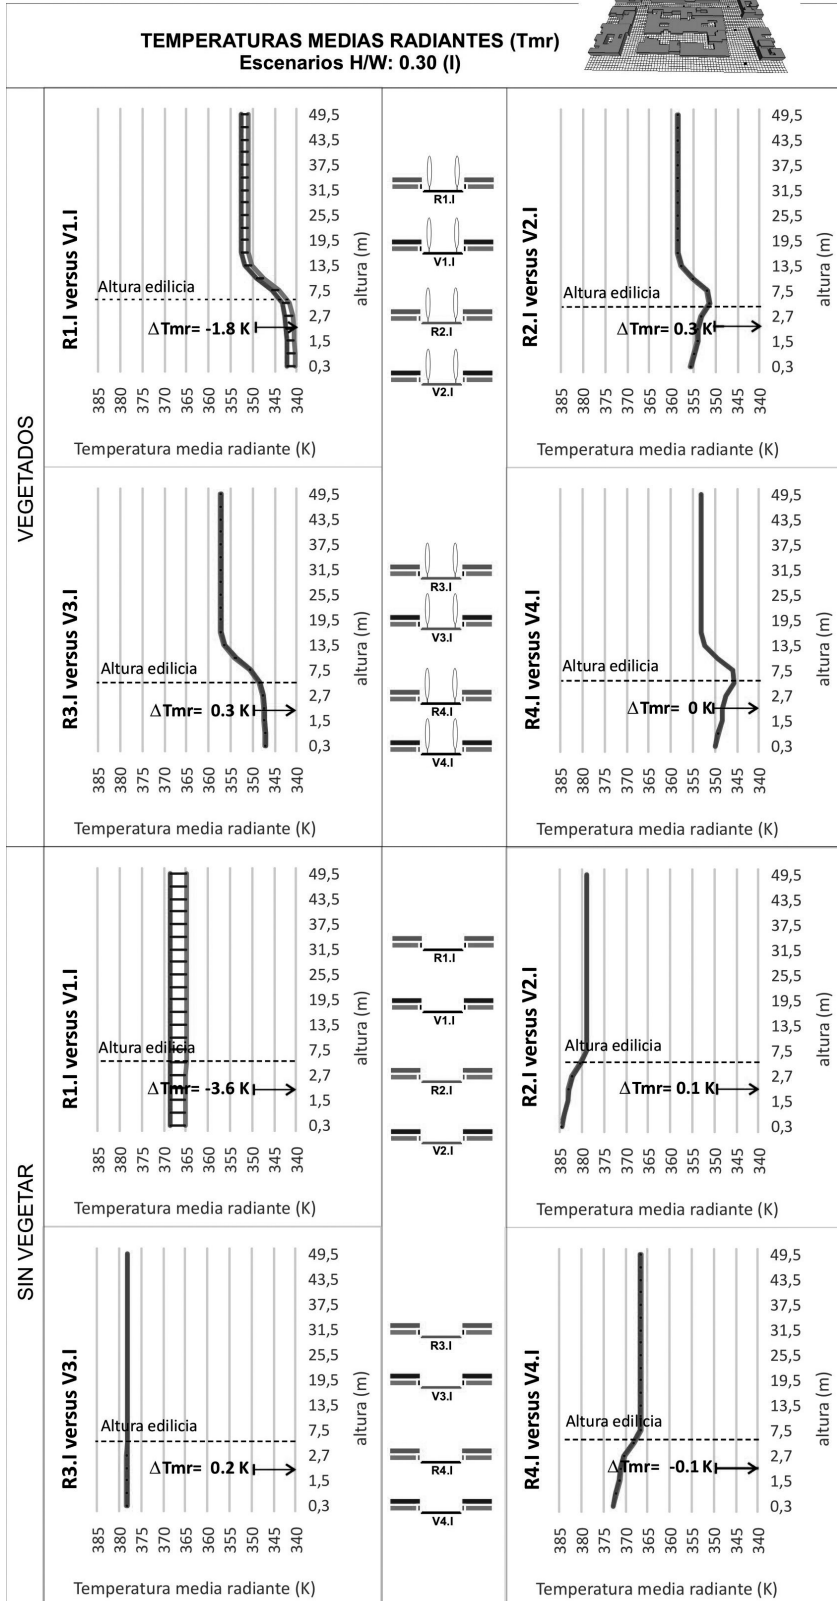 TEMPERATURAS MEDIAS RADIANTES (Tmr)
Escenarios H/W: 0.30 (I)
VEGETADOS
R1.I versus V1.I
49,5
43,5
37,5
31,5
25,5
19,5
13,5
7,5
2,7
1,5
0,3
altura (m)
Altura edilicia
ΔTmr= -1.8 K
385 380 375 370 365 360 355 350 345 340
Temperatura media radiante (K)
R1.I
V1.I
R2.I
V2.I
R2.I versus V2.I
49,5
43,5
37,5
31,5
25,5
19,5
13,5
7,5
2,7
1,5
0,3
altura (m)
Altura edilicia
ΔTmr= 0.3 K
385 380 375 370 365 360 355 350 345 340
Temperatura media radiante (K)
R3.I versus V3.I
49,5
43,5
37,5
31,5
25,5
19,5
13,5
7,5
2,7
1,5
0,3
altura (m)
Altura edilicia
ΔTmr= 0.3 K
385 380 375 370 365 360 355 350 345 340
Temperatura media radiante (K)
R3.I
V3.I
R4.I
V4.I
R4.I versus V4.I
49,5
43,5
37,5
31,5
25,5
19,5
13,5
7,5
2,7
1,5
0,3
altura (m)
Altura edilicia
ΔTmr= 0 K
385 380 375 370 365 360 355 350 345 340
Temperatura media radiante (K)
SIN VEGETAR
R1.I versus V1.I
49,5
43,5
37,5
31,5
25,5
19,5
13,5
7,5
2,7
1,5
0,3
altura (m)
Altura edilicia
ΔTmr= -3.6 K
385 380 375 370 365 360 355 350 345 340
Temperatura media radiante (K)
R1.I
V1.I
R2.I
V2.I
R2.I versus V2.I
49,5
43,5
37,5
31,5
25,5
19,5
13,5
7,5
2,7
1,5
0,3
altura (m)
Altura edilicia
ΔTmr= 0.1 K
385 380 375 370 365 360 355 350 345 340
Temperatura media radiante (K)
R3.I versus V3.I
49,5
43,5
37,5
31,5
25,5
19,5
13,5
7,5
2,7
1,5
0,3
altura (m)
Altura edilicia
ΔTmr= 0.2 K
385 380 375 370 365 360 355 350 345 340
Temperatura media radiante (K)
R3.I
V3.I
R4.I
V4.I
R4.I versus V4.I
49,5
43,5
37,5
31,5
25,5
19,5
13,5
7,5
2,7
1,5
0,3
altura (m)
Altura edilicia
ΔTmr= -0.1 K
385 380 375 370 365 360 355 350 345 340
Temperatura media radiante (K)